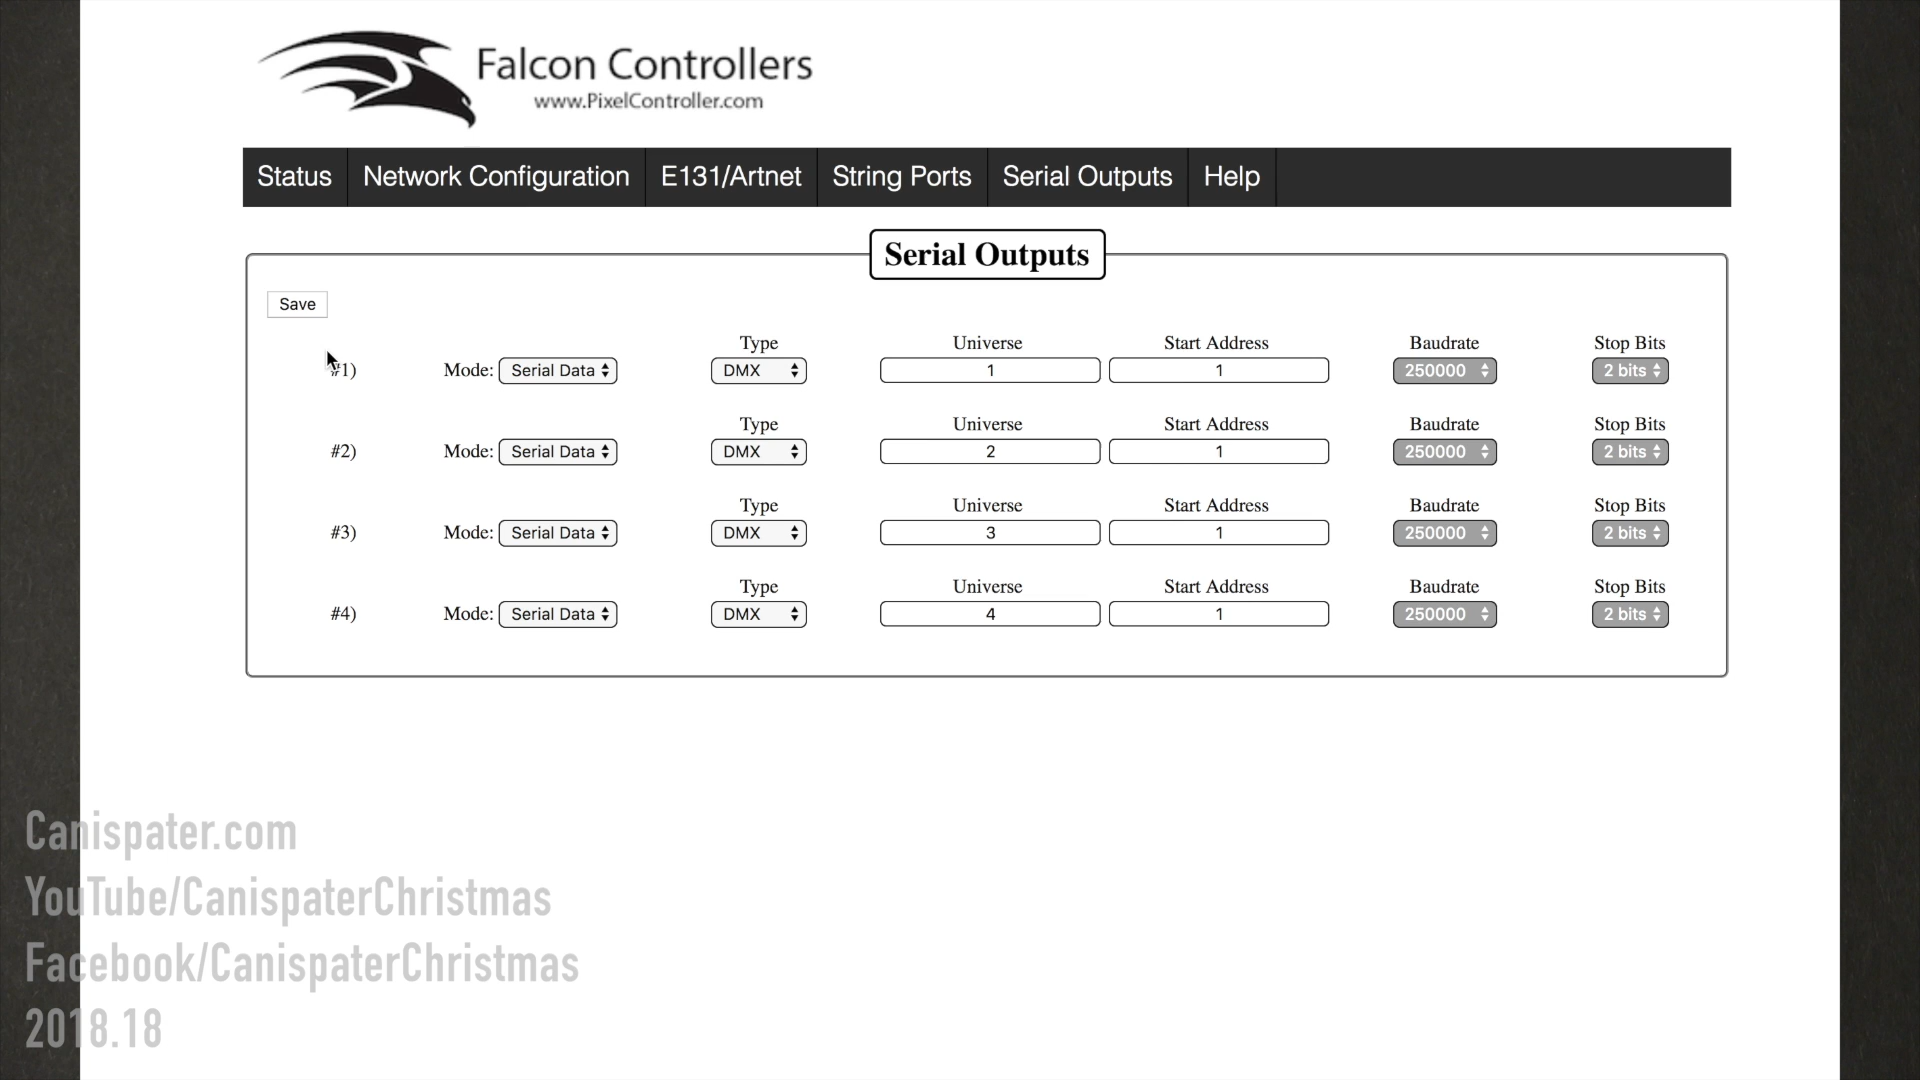 Falcon Controllers
www.PixelController.com
Status Network Configuration E131/Artnet String Ports Serial Outputs Help
Serial Outputs
Save
Type Universe Start Address Baudrate Stop Bits
#1) Mode: Serial Data DMX 1 1 250000 2 bits
Type Universe Start Address Baudrate Stop Bits
#2) Mode: Serial Data DMX 2 1 250000 2 bits
Type Universe Start Address Baudrate Stop Bits
#3) Mode: Serial Data DMX 3 1 250000 2 bits
Type Universe Start Address Baudrate Stop Bits
#4) Mode: Serial Data DMX 4 1 250000 2 bits
Canispater.com
YouTube/CanispaterChristmas
Facebook/CanispaterChristmas
2018.18